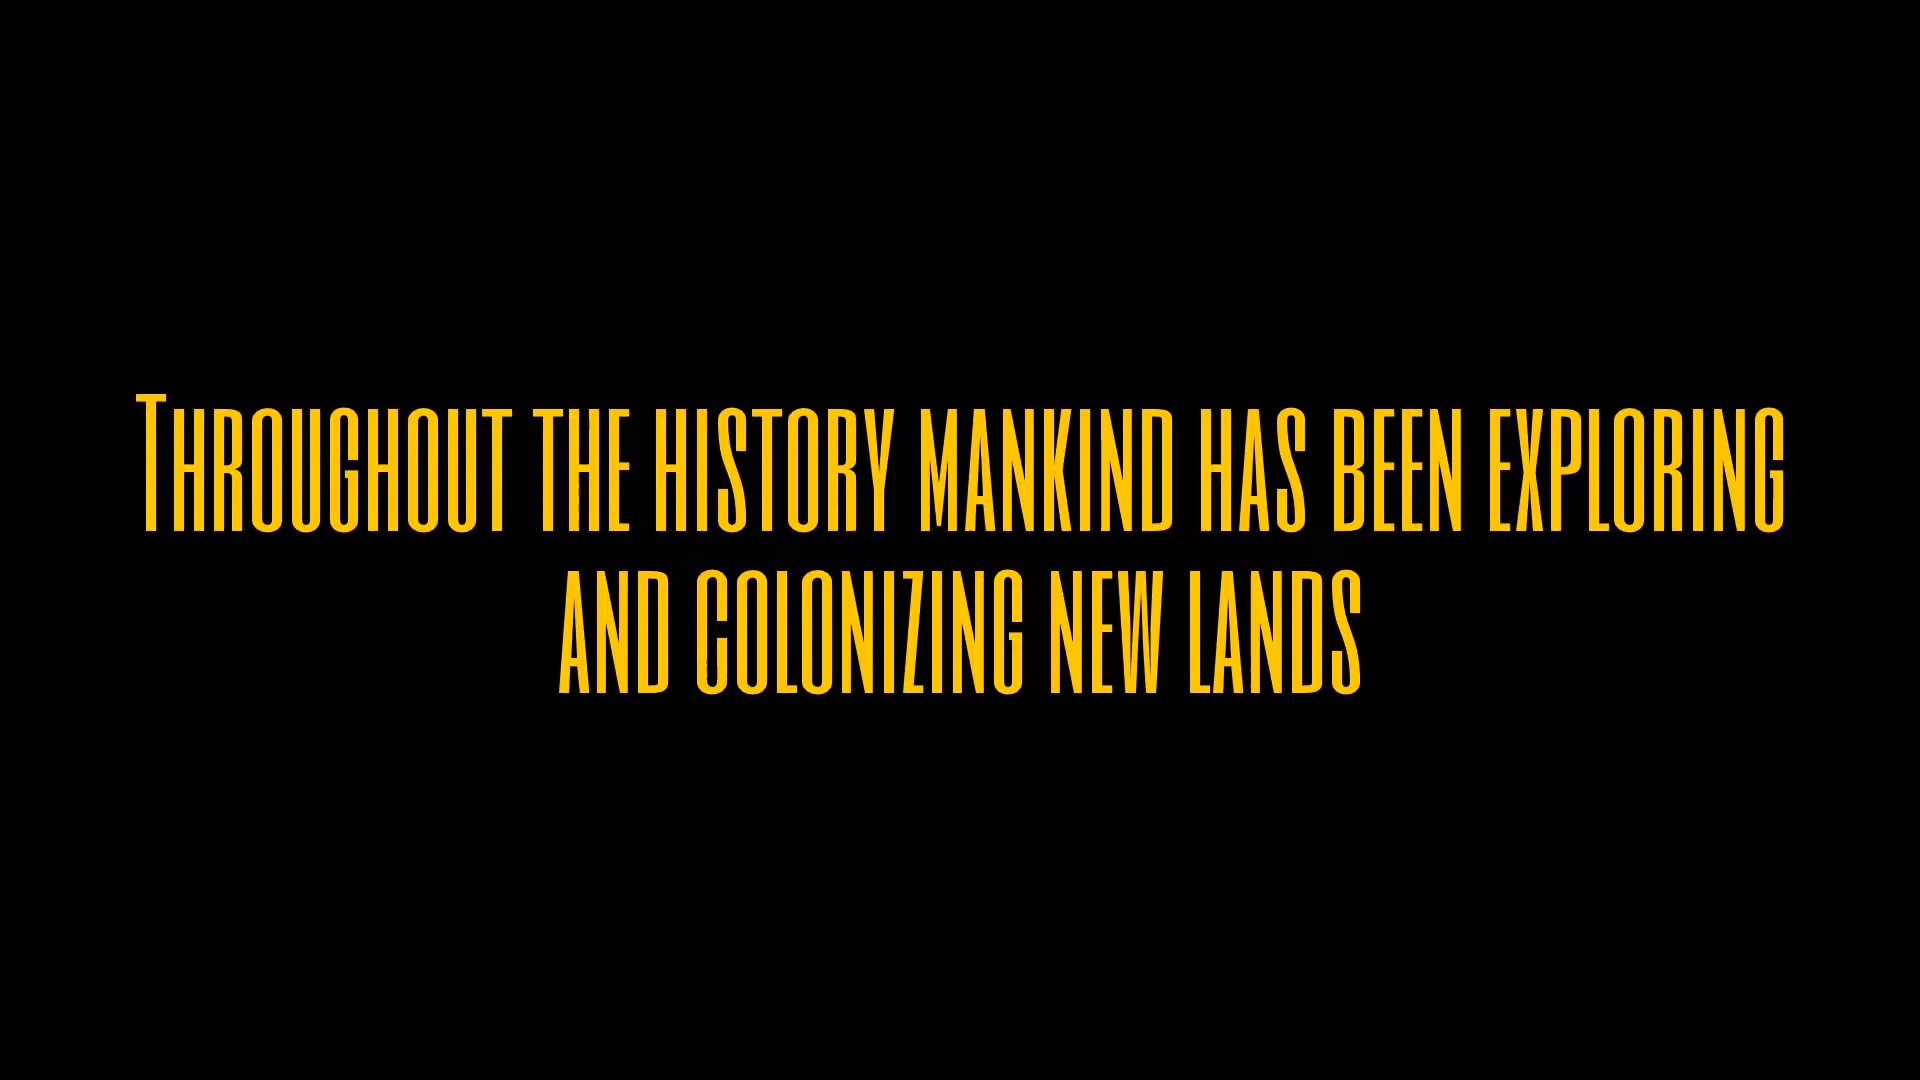 Throughout the history mankind has been exploring
and colonizing new lands